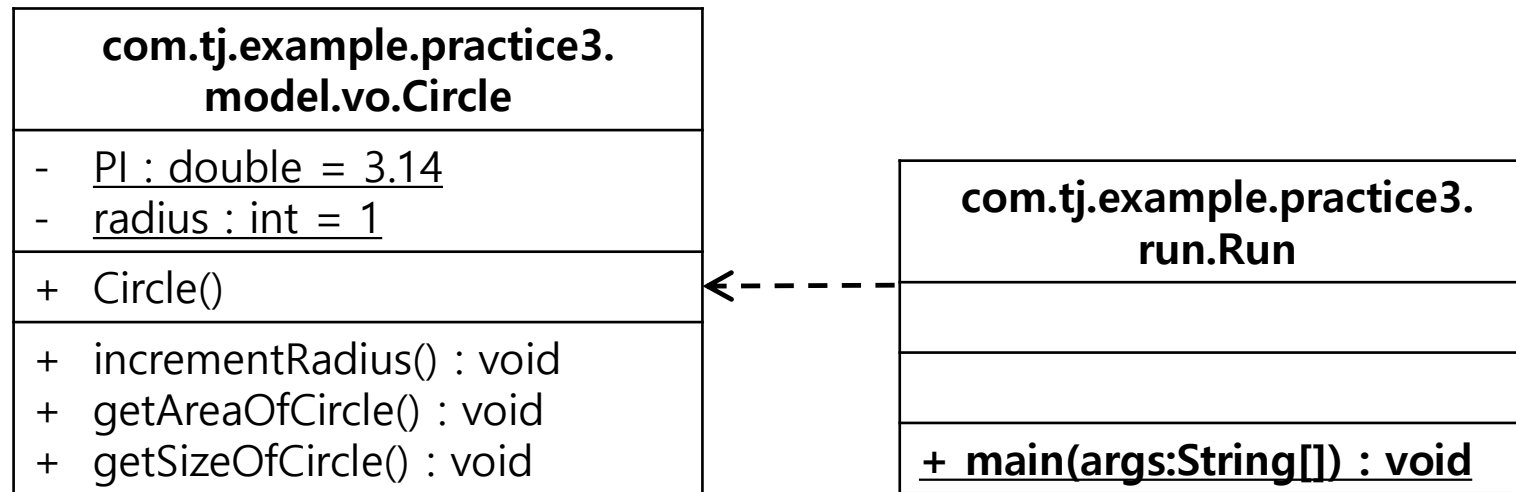 com.tj.example.practice3.
model.vo.Circle
- PI : double = 3.14
- radius : int = 1
+ Circle()
+ incrementRadius() : void
+ getAreaOfCircle() : void
+ getSizeOfCircle() : void
com.tj.example.practice3.
run.Run
+ main(args:String[]) : void